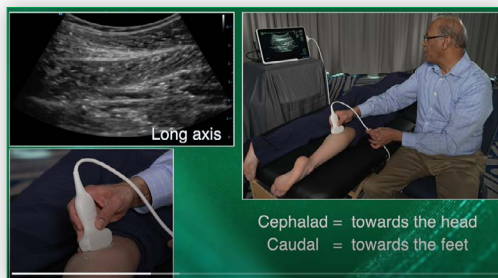 Long axis
Cephalad = towards the head
Caudal = towards the feet